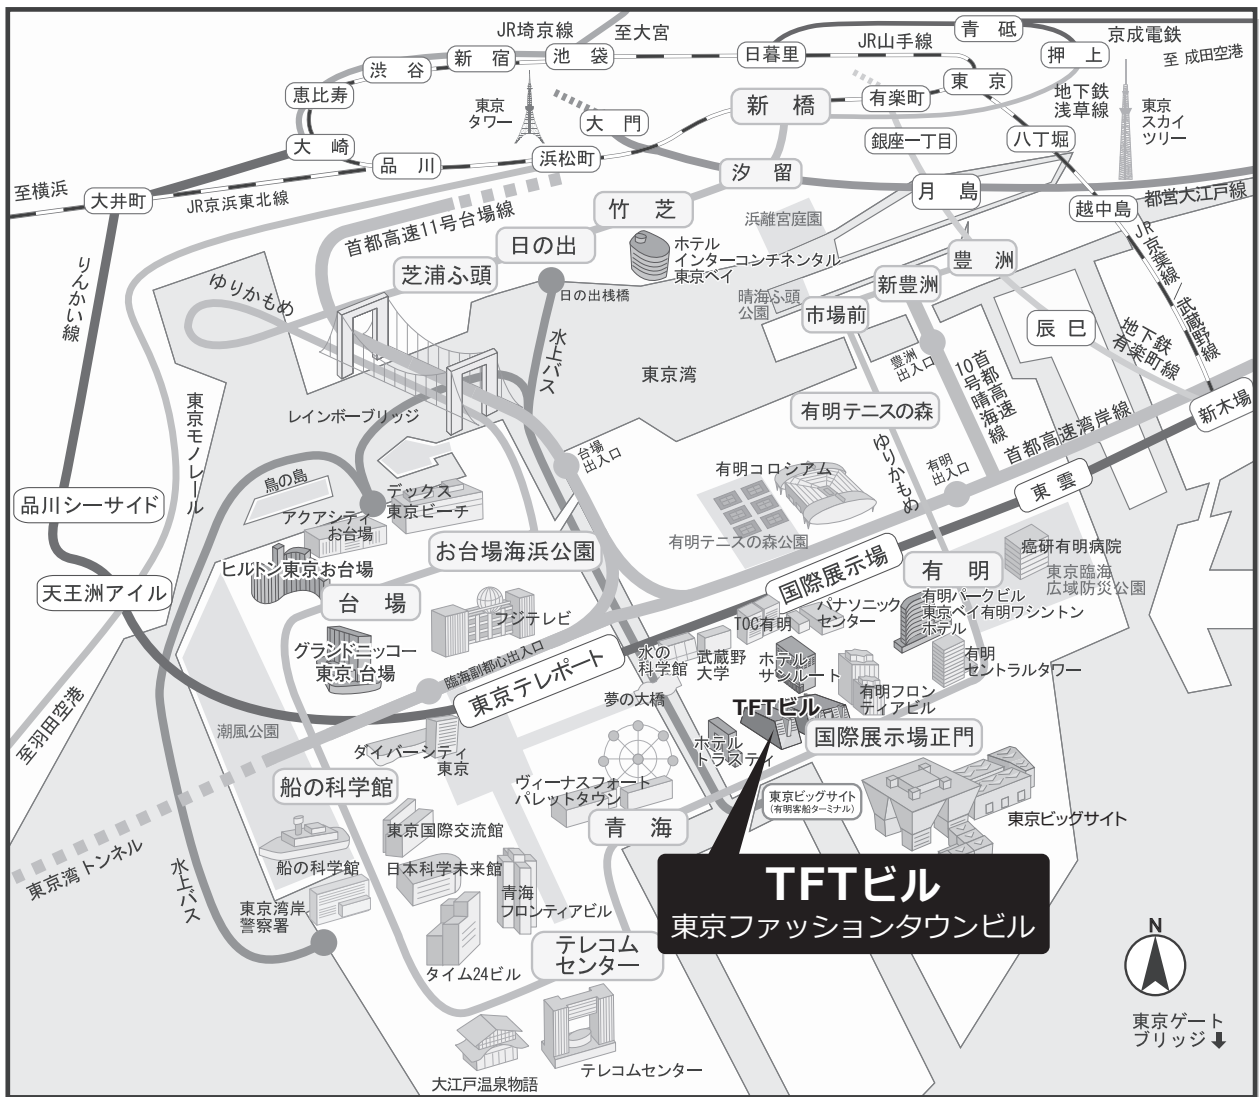 JR埼京線
至大宮
青砥
京成電鉄
至 成田空港
新宿
池袋
日暮里
JR山手線
押上
渋谷
恵比寿
東京
タワー
大門
新橋
有楽町
東京
地下鉄
浅草線
東京
スカイ
ツリー
大崎
品川
浜松町
銀座一丁目
八丁堀
至横浜
大井町
JR京浜東北線
汐留
月島
越中島
都営大江戸線
首都高速11号台場線
竹芝
浜離宮庭園
日の出
ホテル
インターコンチネンタル
東京ベイ
豊洲
JR京葉線/武蔵野線
りんかい線
ゆりかもめ
芝浦ふ頭
日の出桟橋
晴海ふ頭
公園
新豊洲
市場前
辰巳
地下鉄
有楽町線
水上バス
東京湾
豊洲
出入口
首都高速
10号晴海線
東京モノレール
レインボーブリッジ
有明テニスの森
新木場
首都高速湾岸線
台場
出入口
有明コロシアム
ゆりかもめ
有明
出入口
東雲
鳥の島
デックス
東京ビーチ
品川シーサイド
アクアシティ
お台場
お台場海浜公園
有明テニスの森公園
国際展示場
有明
癌研有明病院
東京臨海
広域防災公園
ヒルトン東京お台場
天王洲アイル
台場
フジテレビ
TOC有明
パナソニック
センター
有明パークビル
東京ベイ有明ワシントン
ホテル
グランドニッコー
東京 台場
臨海副都心出入口
東京テレポート
水の
科学館
武蔵野
大学
ホテル
サンルート
有明
セントラルタワー
夢の大橋
TFTビル
有明フロン
ティアビル
至羽田空港
潮風公園
ダイバーシティ
東京
ホテル
トラスティ
国際展示場正門
船の科学館
ヴィーナスフォート
パレットタウン
東京ビッグサイト
(有明客船ターミナル)
東京ビッグサイト
青海
東京国際交流館
東京湾トンネル
水上バス
船の科学館
日本科学未来館
TFTビル
東京ファッションタウンビル
東京湾岸
警察署
青海
フロンティアビル
テレコム
センター
タイム24ビル
N
東京ゲート
ブリッジ
大江戸温泉物語
テレコムセンター